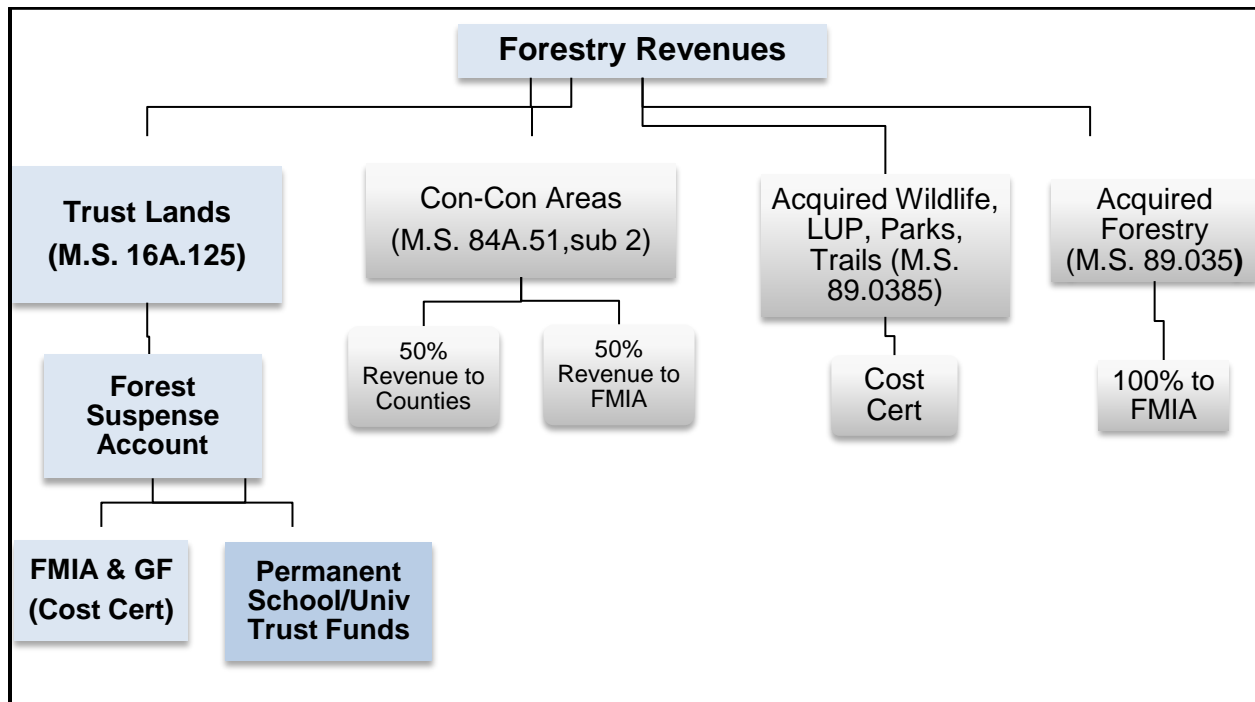 Forestry Revenues
Trust Lands
(M.S. 16A.125)
Con-Con Areas
(M.S. 84A.51,sub 2)
Acquired Wildlife,
LUP, Parks,
Trails (M.S.
89.0385)
Acquired
Forestry
(M.S. 89.035)
Forest
Suspense
Account
50%
Revenue to
Counties
50%
Revenue to
FMIA
Cost
Cert
100% to
FMIA
FMIA & GF
(Cost Cert)
Permanent
School/Univ
Trust Funds